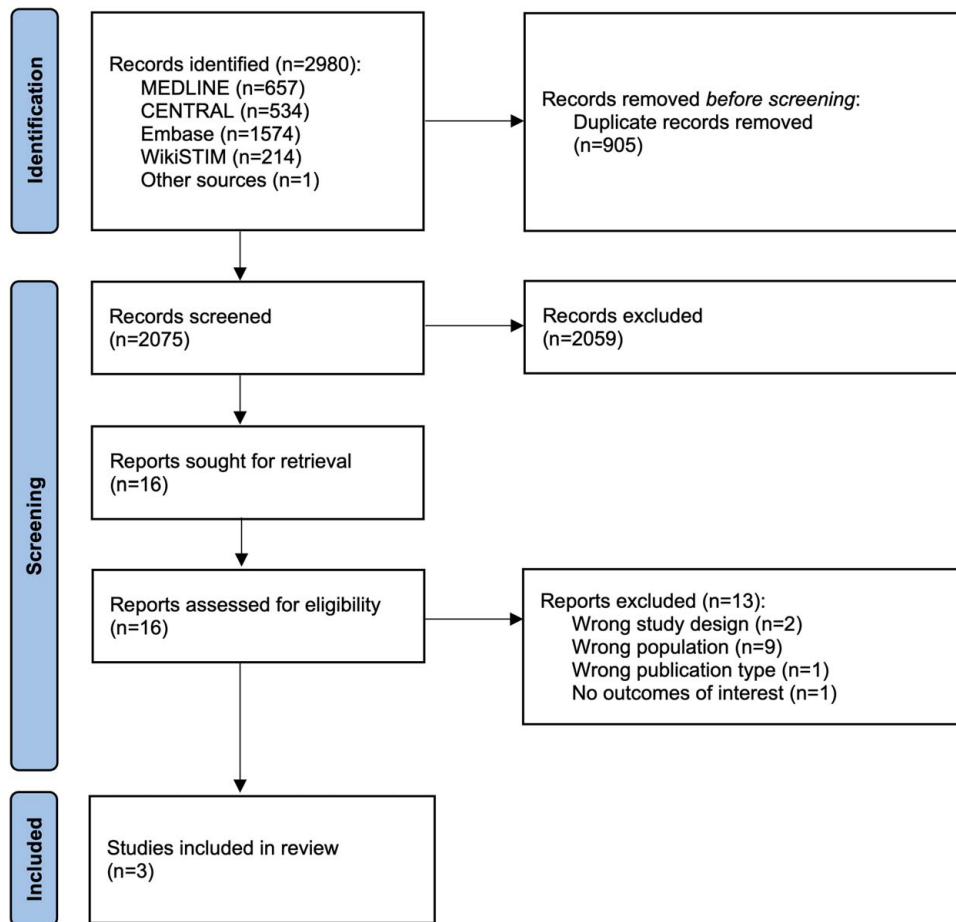 Identification
Records identified (n=2980):
MEDLINE (n=657)
CENTRAL (n=534)
Embase (n=1574)
WikiSTIM (n=214)
Other sources (n=1)
Records removed before screening:
Duplicate records removed
(n=905)
Screening
Records screened
(n=2075)
Records excluded
(n=2059)
Reports sought for retrieval
(n=16)
Reports assessed for eligibility
(n=16)
Reports excluded (n=13):
Wrong study design (n=2)
Wrong population (n=9)
Wrong publication type (n=1)
No outcomes of interest (n=1)
Included
Studies included in review
(n=3)